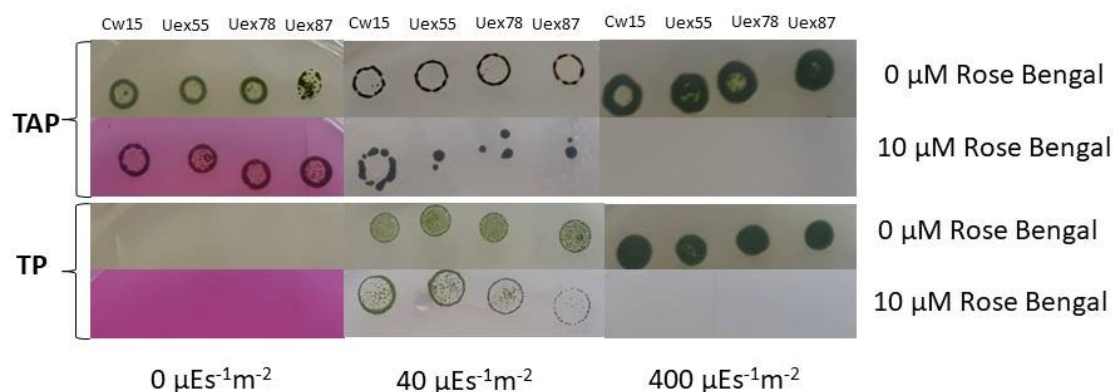 Cw15 Uex55 Uex78 Uex87 Cw15 Uex55 Uex78 Uex87 Cw15 Uex55 Uex78 Uex87
0 µM Rose Bengal
TAP
10 µM Rose Bengal
0 µM Rose Bengal
TP
10 µM Rose Bengal
0 µEs⁻¹m⁻² 40 µEs⁻¹m⁻² 400 µEs⁻¹m⁻²